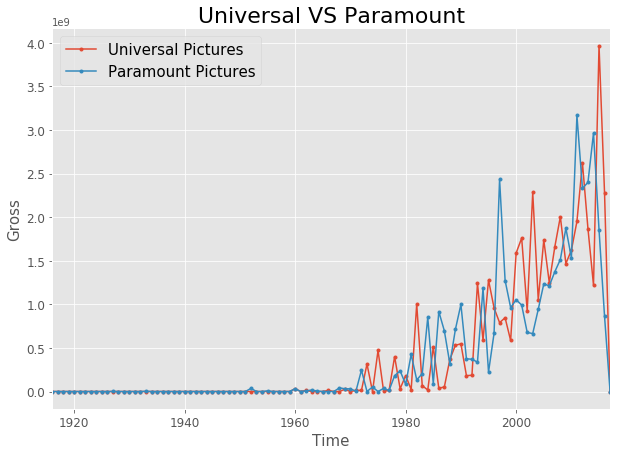 Universal VS Paramount
1e9
Universal Pictures
Paramount Pictures
4.0
3.5
3.0
2.5
2.0
1.5
1.0
0.5
0.0
Gross
1920
1940
1960
1980
2000
Time